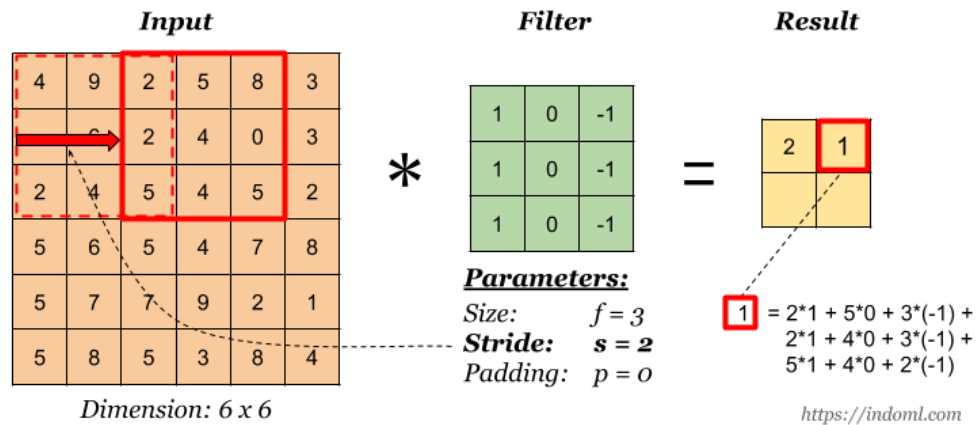 Input Filter Result
4 9 2 5 8 3
6 2 4 0 3
2 4 5 4 5 2
5 6 5 4 7 8
5 7 7 9 2 1
5 8 5 3 8 4
Dimension: 6 x 6
*
1 0 -1
1 0 -1
1 0 -1
Parameters:
Size: f = 3
Stride: s = 2
Padding: p = 0
=
2 1
1 = 2*1 + 5*0 + 3*(-1) +
2*1 + 4*0 + 3*(-1) +
5*1 + 4*0 + 2*(-1)
https://indoml.com